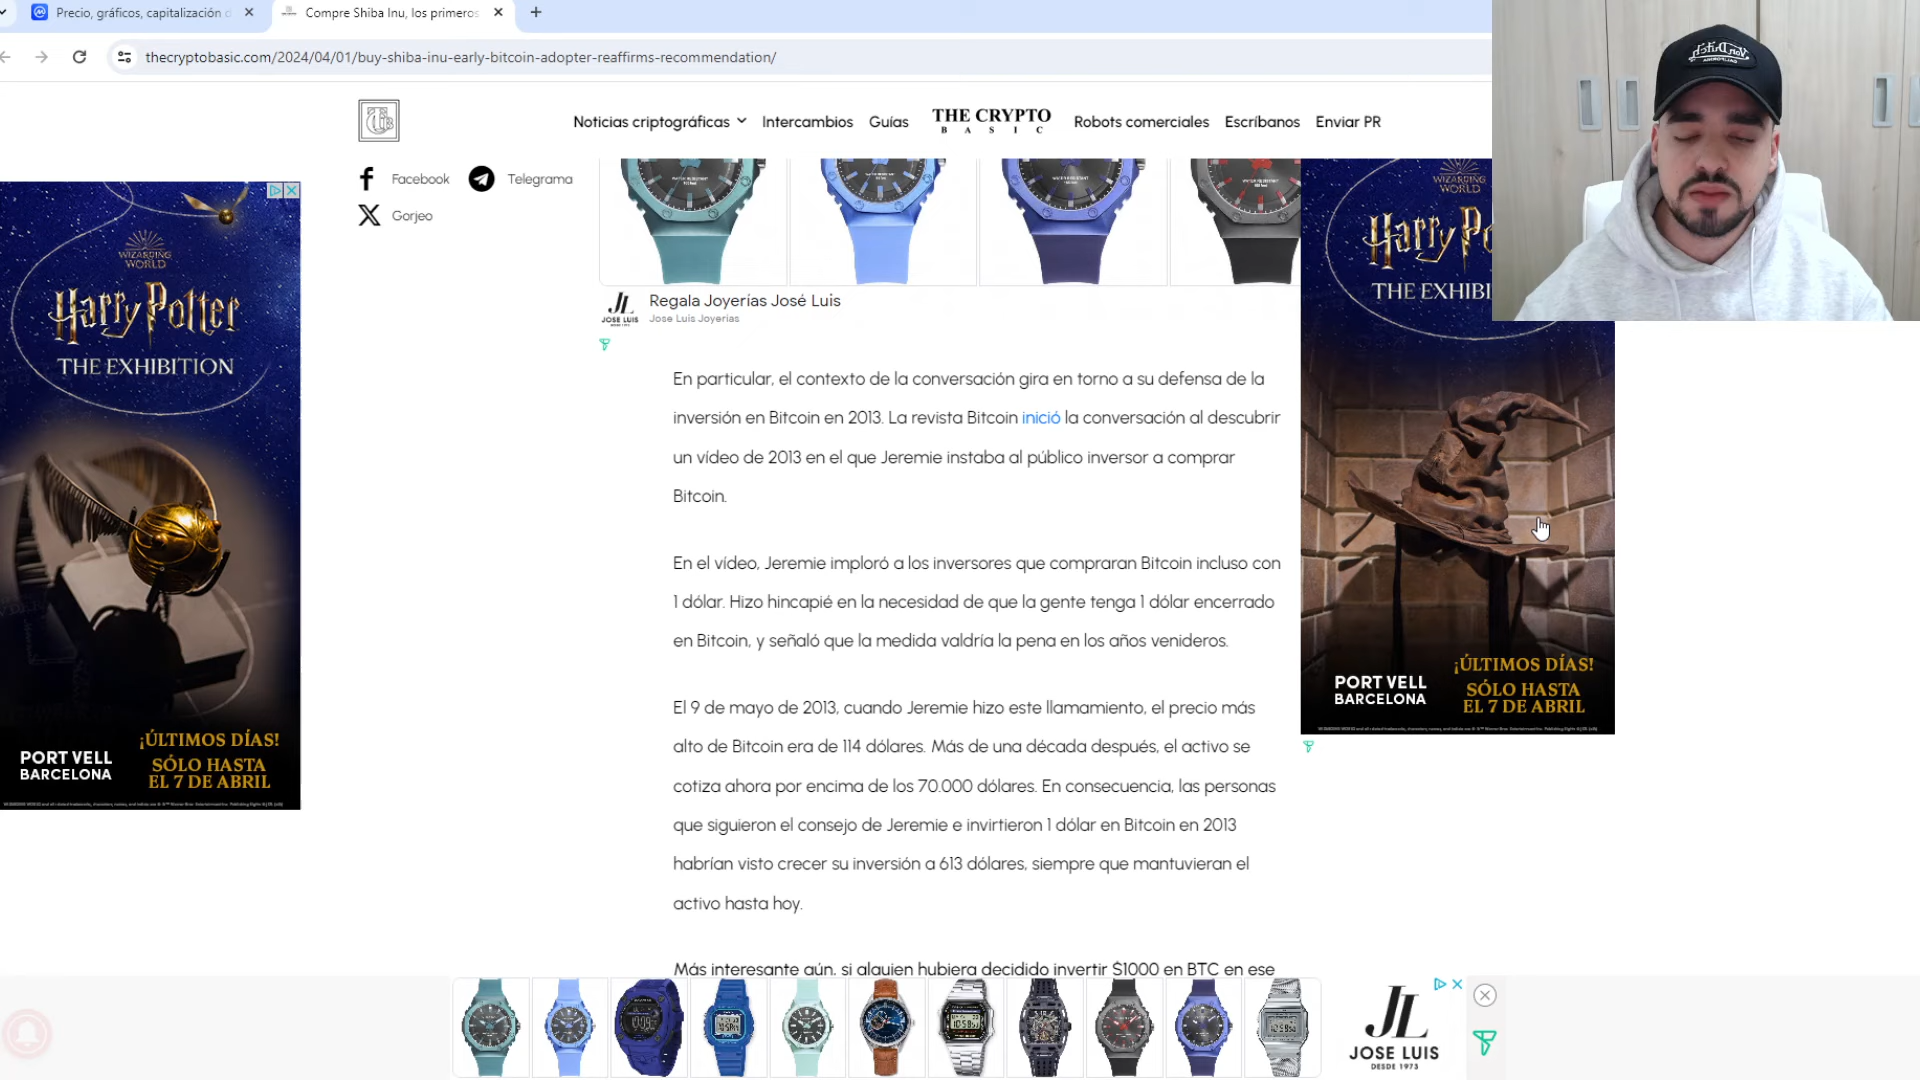 Precio, gráficos, capitalización d
Compre Shiba Inu, los primeros
thecryptobasic.com/2024/04/01/buy-shiba-inu-early-bitcoin-adopter-reaffirms-recommendation/
Noticias criptográficas
Intercambios
Guías
THE CRYPTO
BASIC
Robots comerciales
Escríbanos
Enviar PR
Facebook
Telegrama
Gorjeo
WIZARDING
WORLD
Harry Potter
THE EXHIBITION
PORT VELL
BARCELONA
¡ÚLTIMOS DÍAS!
SÓLO HASTA
EL 7 DE ABRIL
JL
JOSE LUIS
Regala Joyerías José Luis
Jose Luis Joyerías
En particular, el contexto de la conversación gira en torno a su defensa de la
inversión en Bitcoin en 2013. La revista Bitcoin inició la conversación al descubrir
un vídeo de 2013 en el que Jeremie instaba al público inversor a comprar
Bitcoin.
En el vídeo, Jeremie imploró a los inversores que compraran Bitcoin incluso con
1 dólar. Hizo hincapié en la necesidad de que la gente tenga 1 dólar encerrado
en Bitcoin, y señaló que la medida valdría la pena en los años venideros.
El 9 de mayo de 2013, cuando Jeremie hizo este llamamiento, el precio más
alto de Bitcoin era de 114 dólares. Más de una década después, el activo se
cotiza ahora por encima de los 70.000 dólares. En consecuencia, las personas
que siguieron el consejo de Jeremie e invirtieron 1 dólar en Bitcoin en 2013
habrían visto crecer su inversión a 613 dólares, siempre que mantuvieran el
activo hasta hoy.
Más interesante aún, si alguien hubiera decidido invertir $1000 en BTC en ese
WIZARDING
WORLD
Harry Po
THE EXHIBI
PORT VELL
BARCELONA
¡ÚLTIMOS DÍAS!
SÓLO HASTA
EL 7 DE ABRIL
JL
JOSE LUIS
DESDE 1973